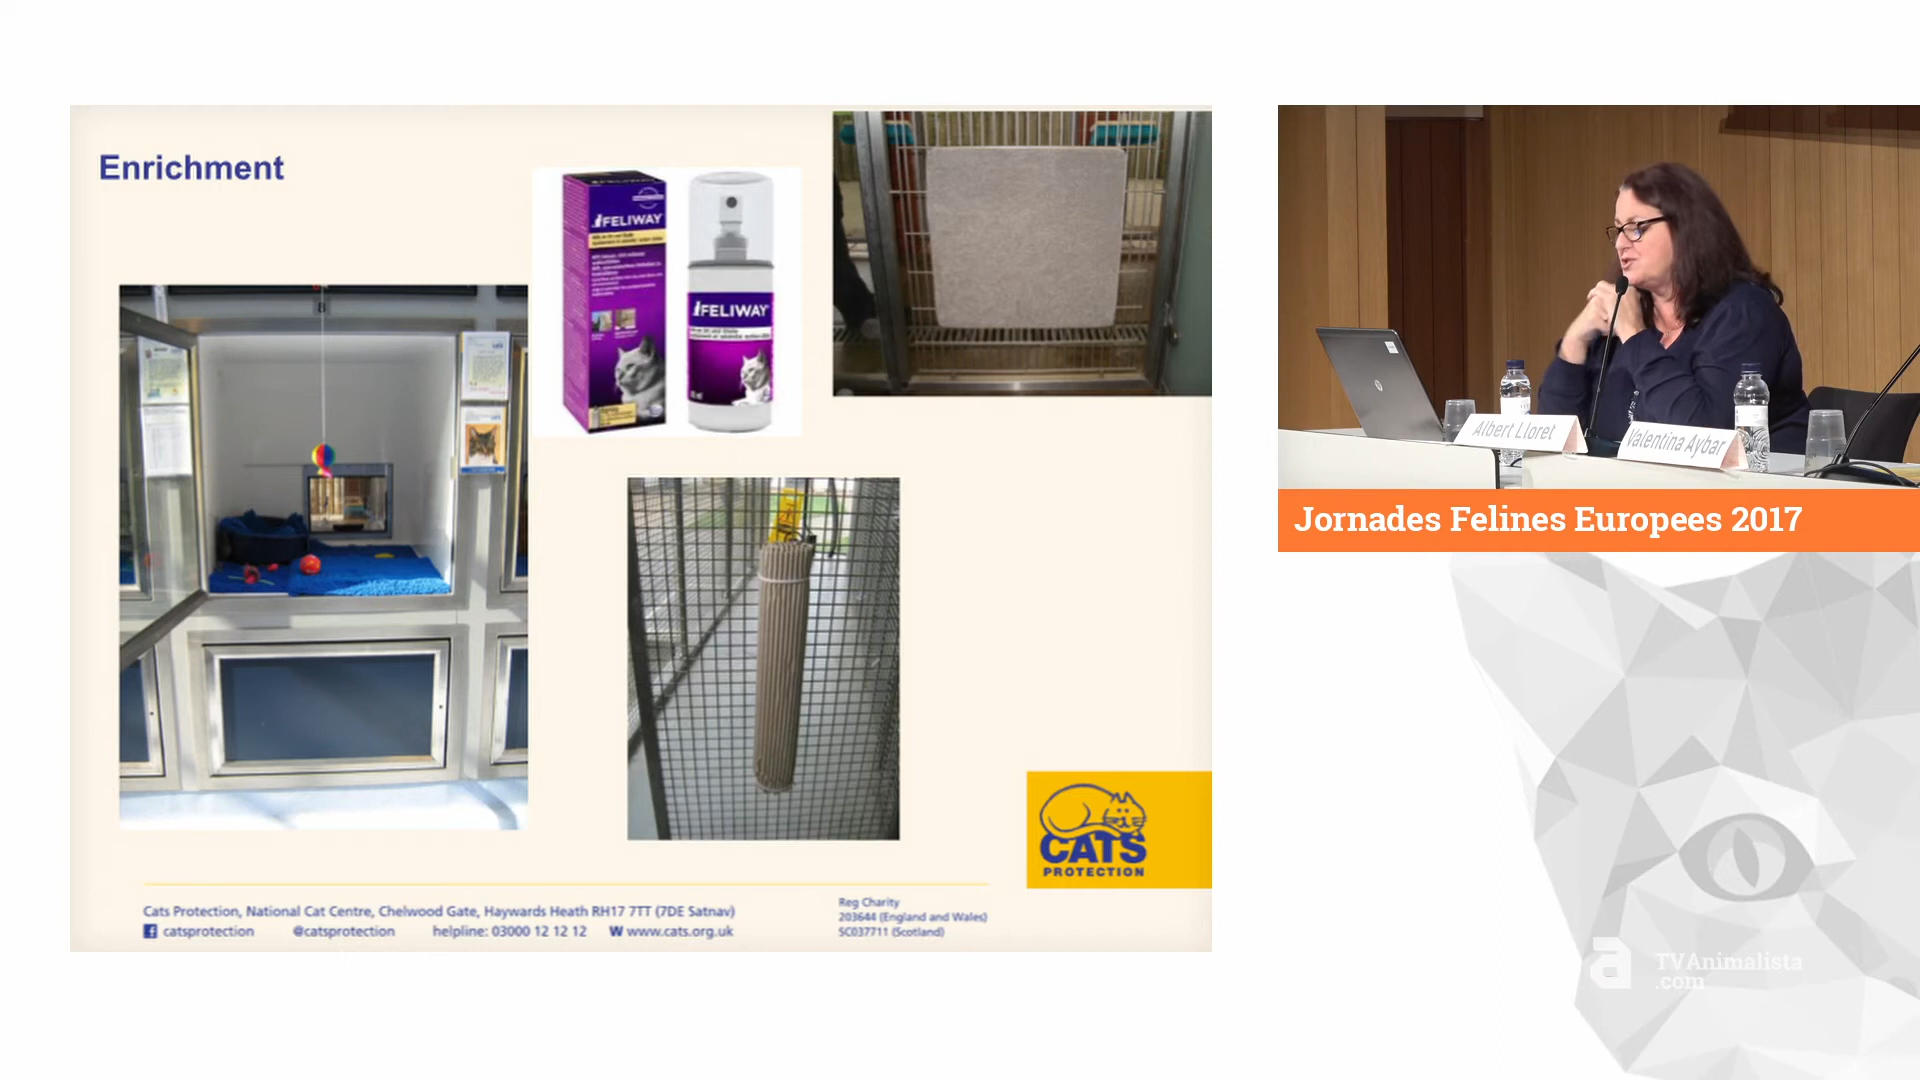 Enrichment
FELIWAY
FELIWAY
8
CATS
PROTECTION
Cats Protection, National Cat Centre, Chelwood Gate, Haywards Heath RH17 7TT (7DE Satnav)
catsprotection @catsprotection helpline: 03000 12 12 12 W www.cats.org.uk
Reg Charity
203644 (England and Wales)
SC037711 (Scotland)
Albert Lloret
Valentina Aybar
Jornades Felines Europees 2017
TVAnimalista
.com